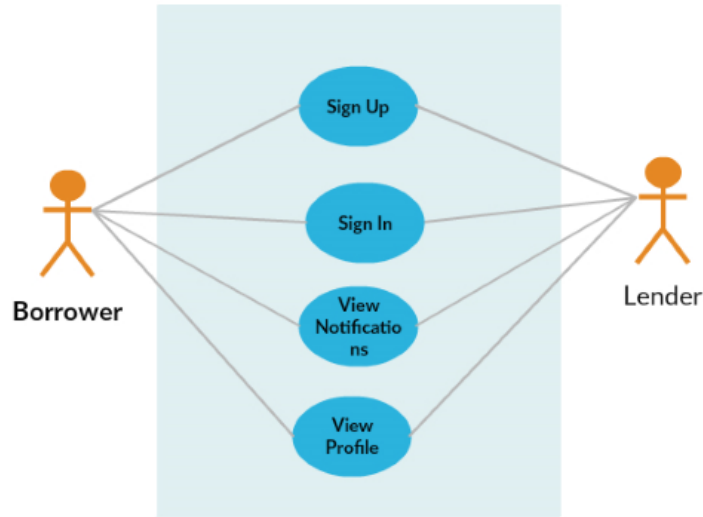 Sign Up
Sign In
Borrower
Lender
View
Notificatio
ns
View
Profile